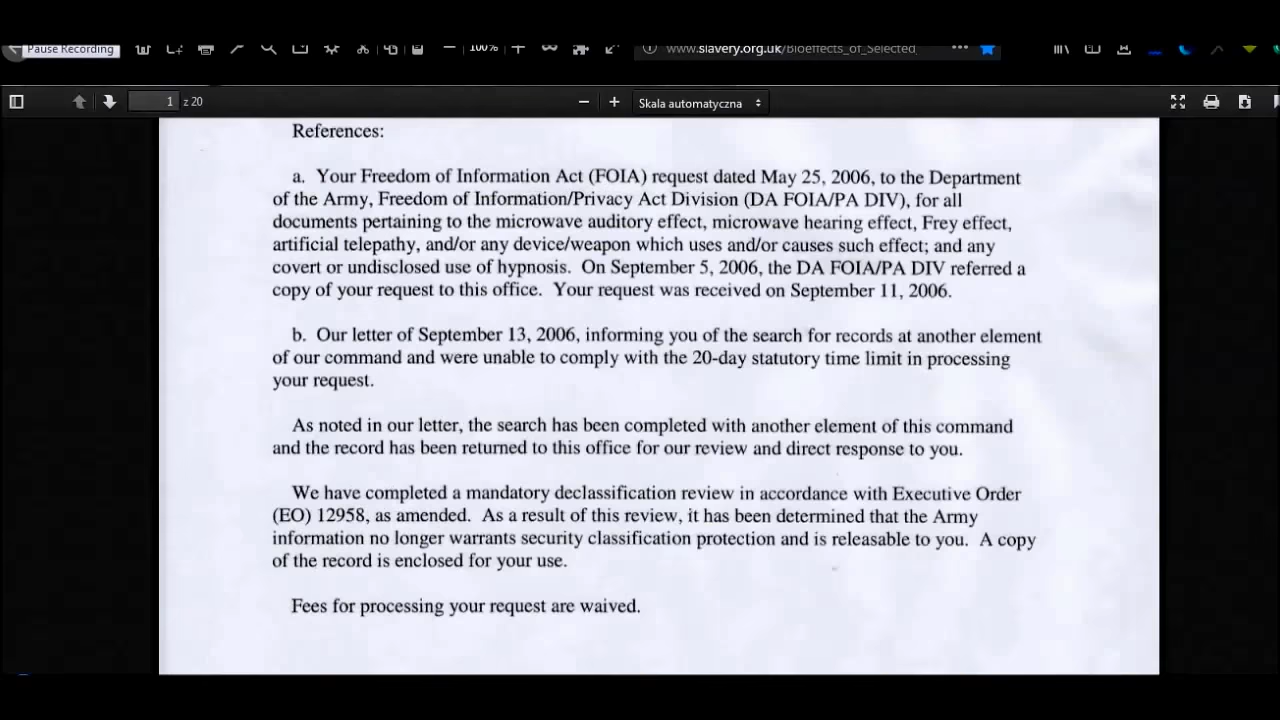 Pause Recording
100%
www.slavery.org.uk/Bioeffects_of_Selected_
1 z 20
Skala automatyczna
References:
a. Your Freedom of Information Act (FOIA) request dated May 25, 2006, to the Department
of the Army, Freedom of Information/Privacy Act Division (DA FOIA/PA DIV), for all
documents pertaining to the microwave auditory effect, microwave hearing effect, Frey effect,
artificial telepathy, and/or any device/weapon which uses and/or causes such effect; and any
covert or undisclosed use of hypnosis. On September 5, 2006, the DA FOIA/PA DIV referred a
copy of your request to this office. Your request was received on September 11, 2006.
b. Our letter of September 13, 2006, informing you of the search for records at another element
of our command and were unable to comply with the 20-day statutory time limit in processing
your request.
As noted in our letter, the search has been completed with another element of this command
and the record has been returned to this office for our review and direct response to you.
We have completed a mandatory declassification review in accordance with Executive Order
(EO) 12958, as amended. As a result of this review, it has been determined that the Army
information no longer warrants security classification protection and is releasable to you. A copy
of the record is enclosed for your use.
Fees for processing your request are waived.